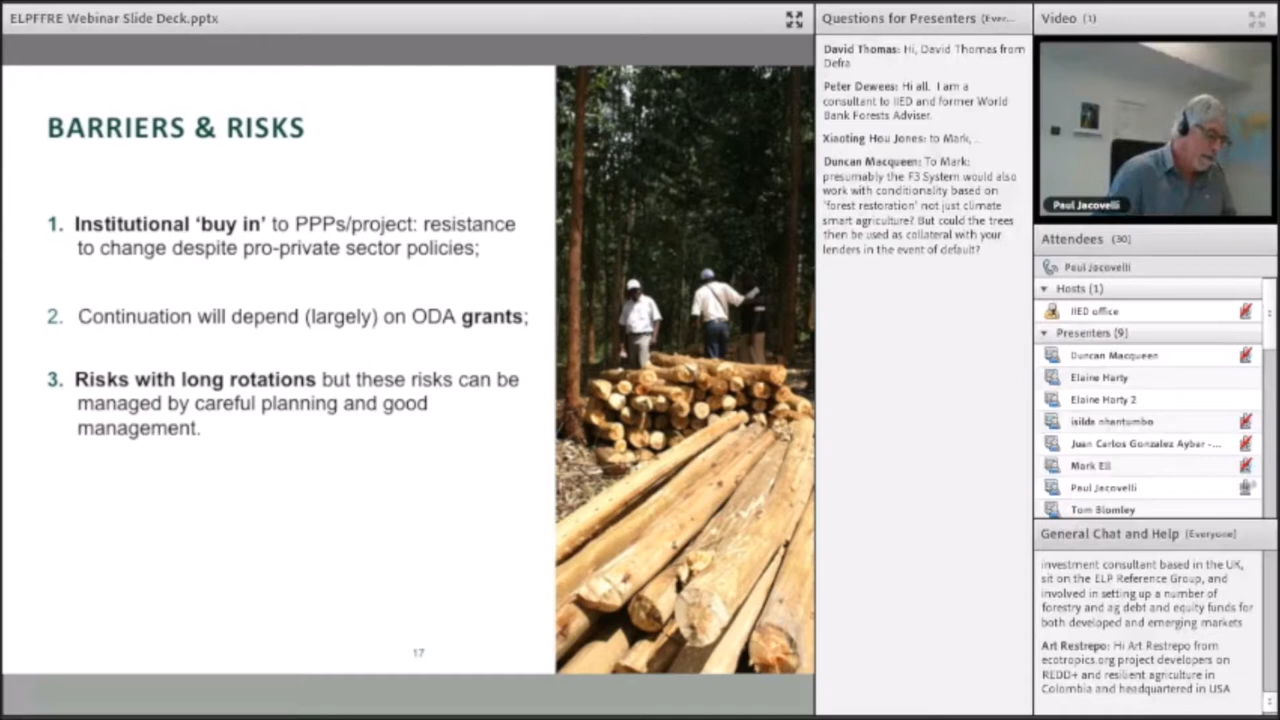 ELPFFRE Webinar Slide Deck.pptx
BARRIERS & RISKS
1. Institutional ‘buy in’ to PPPs/project: resistance
to change despite pro-private sector policies;
2. Continuation will depend (largely) on ODA grants;
3. Risks with long rotations but these risks can be
managed by careful planning and good
management.
17
Questions for Presenters (Ever...
David Thomas: Hi, David Thomas from
Defra
Peter Dewees: Hi all. I am a
consultant to IIED and former World
Bank Forests Adviser.
Xiaoting Hou Jones: to Mark, ..
Duncan Macqueen: To Mark:
presumably the F3 System would also
work with conditionality based on
'forest restoration' not just climate
smart agriculture? But could the trees
then be used as collateral with your
lenders in the event of default?
Video (1)
Paul Jacovelli
Attendees (30)
Paul Jacovelli
Hosts (1)
IIED office
Presenters (9)
Duncan Macqueen
Elaine Harty
Elaine Harty 2
isilda nhantumbo
Juan Carlos Gonzalez Aybar -...
Mark Ell
Paul Jacovelli
Tom Blomley
General Chat and Help (Everyone)
investment consultant based in the UK,
sit on the ELP Reference Group, and
involved in setting up a number of
forestry and ag debt and equity funds for
both developed and emerging markets
Art Restrepo: Hi Art Restrepo from
ecotropics.org project developers on
REDD+ and resilient agriculture in
Colombia and headquartered in USA